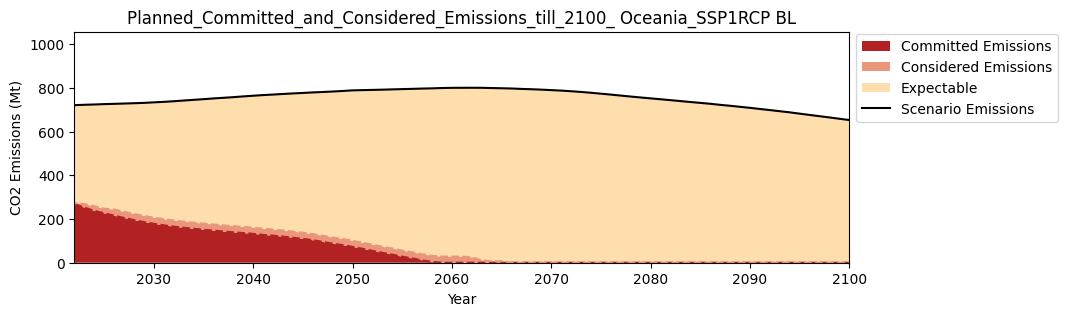 Planned_Committed_and_Considered_Emissions_till_2100_ Oceania_SSP1RCP BL
CO2 Emissions (Mt)
1000
800
600
400
200
0
2030
2040
2050
2060
2070
2080
2090
2100
Year
Committed Emissions
Considered Emissions
Expectable
Scenario Emissions